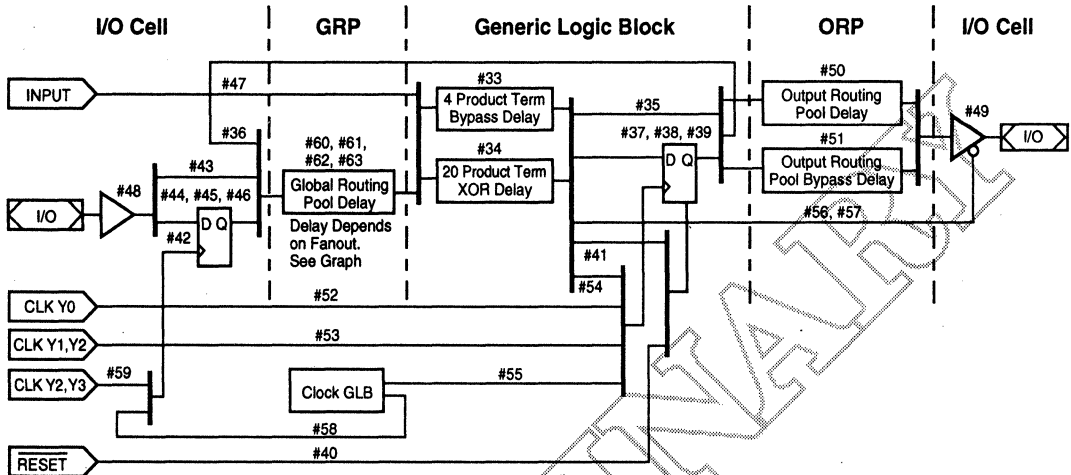 I/O Cell
GRP
Generic Logic Block
ORP
I/O Cell
INPUT
#47
#33
4 Product Term
Bypass Delay
#35
#50
Output Routing
Pool Delay
#49
I/O
#36
#60, #61,
#62, #63
Global Routing
Pool Delay
Delay Depends
on Fanout.
See Graph
#34
20 Product Term
XOR Delay
#37, #38, #39
D Q
#51
Output Routing
Pool Bypass Delay
#43
#48
#44, #45, #46
I/O
D Q
#42
#56, #57
#41
#54
CLK Y0
#52
CLK Y1,Y2
#53
CLK Y2,Y3
#59
Clock GLB
#55
#58
RESET
#40